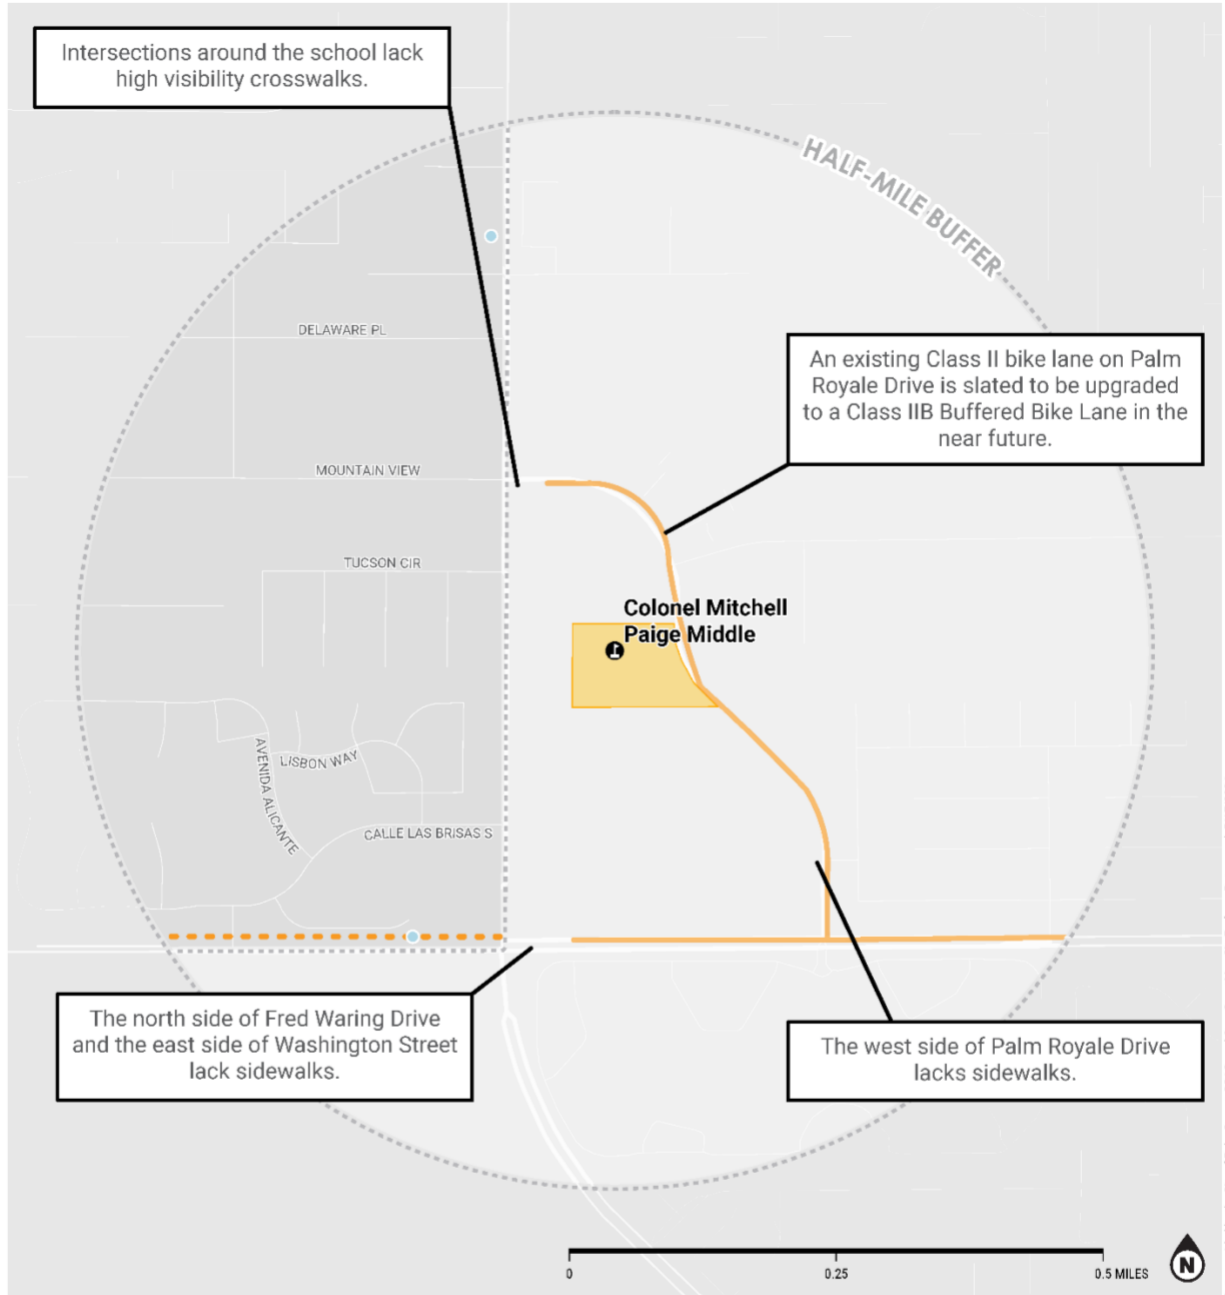 Intersections around the school lack
high visibility crosswalks.
HALF-MILE BUFFER
DELAWARE PL
An existing Class II bike lane on Palm
Royale Drive is slated to be upgraded
to a Class IIB Buffered Bike Lane in the
near future.
MOUNTAIN VIEW
TUCSON CIR
Colonel Mitchell
Paige Middle
AVENIDA ALICANTE
LISBON WAY
CALLE LAS BRISAS S
The north side of Fred Waring Drive
and the east side of Washington Street
lack sidewalks.
The west side of Palm Royale Drive
lacks sidewalks.
0
0.25
0.5 MILES
N